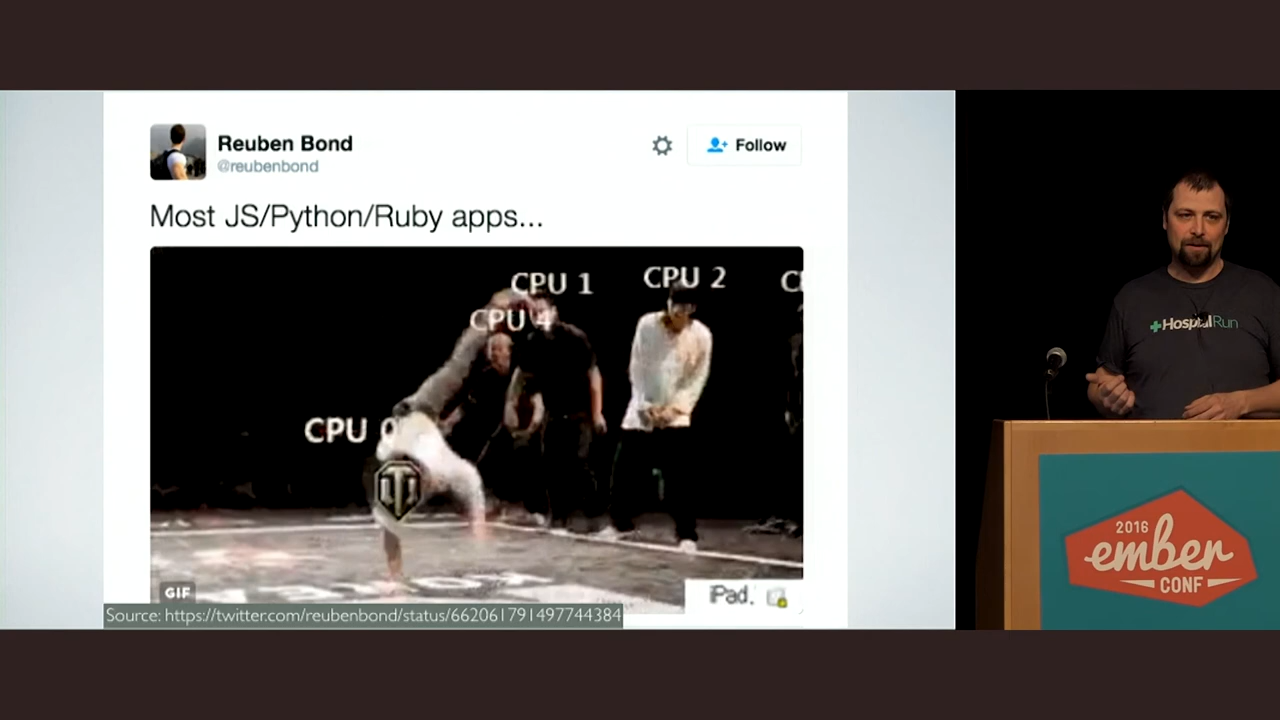 Reuben Bond
@reubenbond
Follow
Most JS/Python/Ruby apps...
CPU 1
CPU 2
CPU 4
CPU 0
GIF
iPad.
Source: https://twitter.com/reubenbond/status/662061791497744384
HospitalRun
2016
ember
CONF